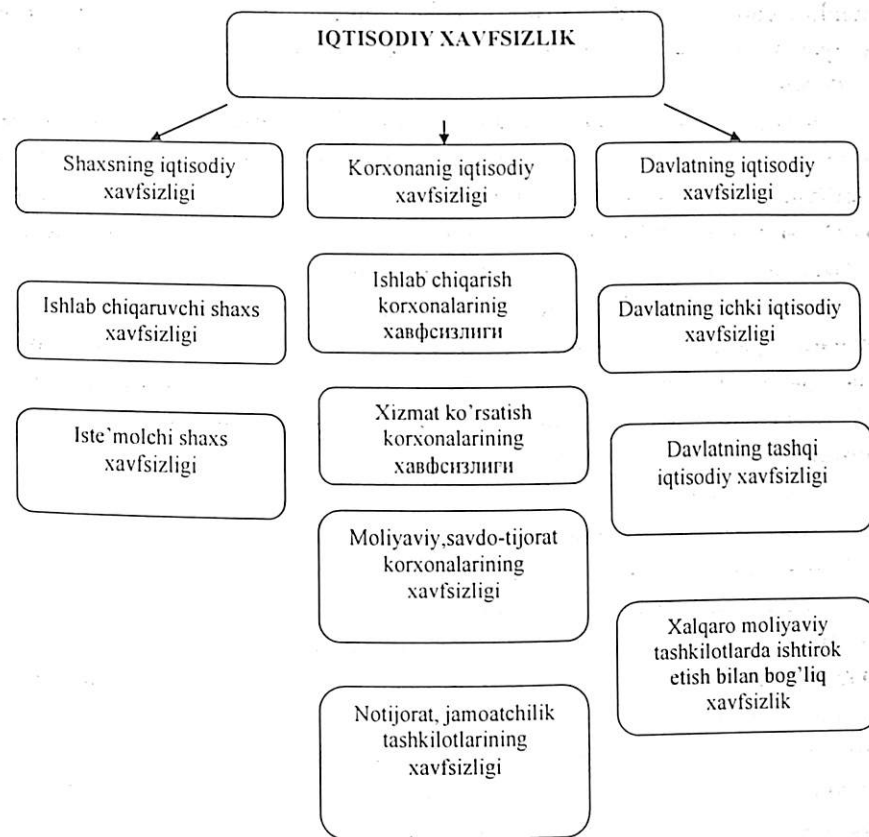 IQTISODIY XAVFSIZLIK
Shaxsning iqtisodiy
xavfsizligi
Korxonanig iqtisodiy
xavfsizligi
Davlatning iqtisodiy
xavfsizligi
Ishlab chiqaruvchi shaxs
xavfsizligi
Iste’molchi shaxs
xavfsizligi
Ishlab chiqarish
korxonalarinig
хавфсизлиги
Xizmat ko’rsatish
korxonalarining
хавфсизлиги
Moliyaviy,savdo-tijorat
korxonalarining
xavfsizligi
Notijorat, jamoatchilik
tashkilotlarining
xavfsizligi
Davlatning ichki iqtisodiy
xavfsizligi
Davlatning tashqi
iqtisodiy xavfsizligi
Xalqaro moliyaviy
tashkilotlarda ishtirok
etish bilan bog’liq
xavfsizlik